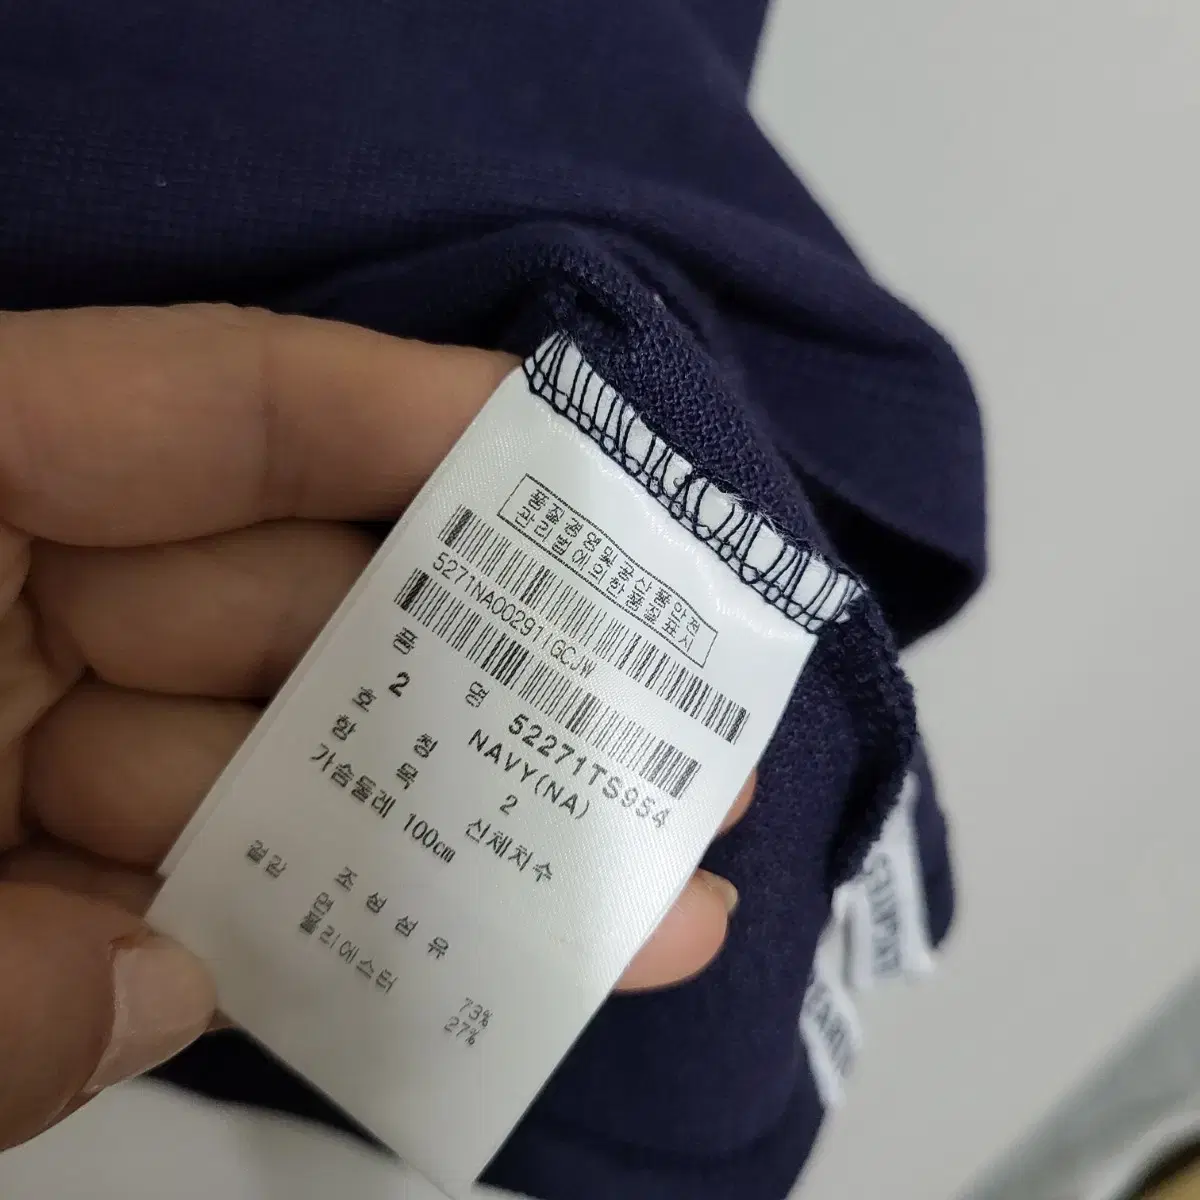 품질경영및공산품안전
관리법에의한품질표시
5271NA00291IGCJW
품 명 52271TS954
호 2 칭 NAVY(NA)
항 목 2
가슴둘레 100㎝ 신체치수
겉감 조 성 섬 유
면 73%
폴리에스터 27%